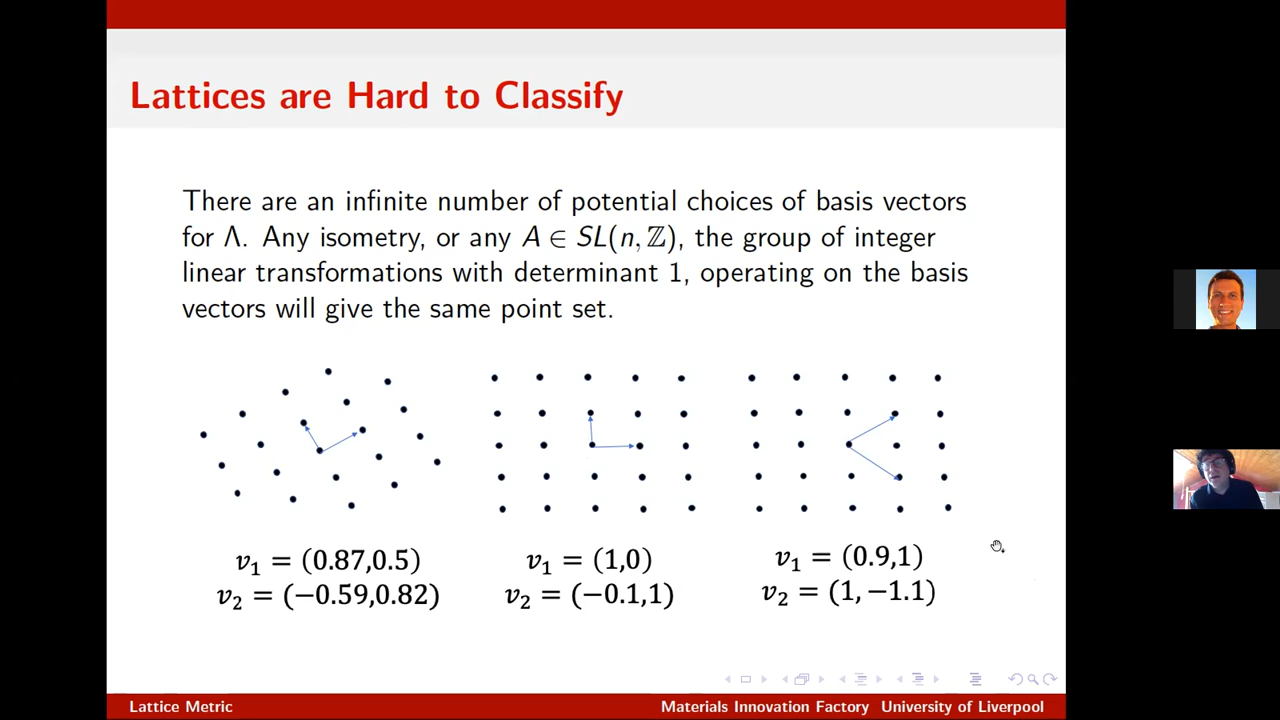 Lattices are Hard to Classify
There are an infinite number of potential choices of basis vectors
for Λ. Any isometry, or any A ∈ SL(n, ℤ), the group of integer
linear transformations with determinant 1, operating on the basis
vectors will give the same point set.
v₁ = (0.87,0.5)
v₂ = (−0.59,0.82)
v₁ = (1,0)
v₂ = (−0.1,1)
v₁ = (0.9,1)
v₂ = (1, −1.1)
Lattice Metric
Materials Innovation Factory University of Liverpool